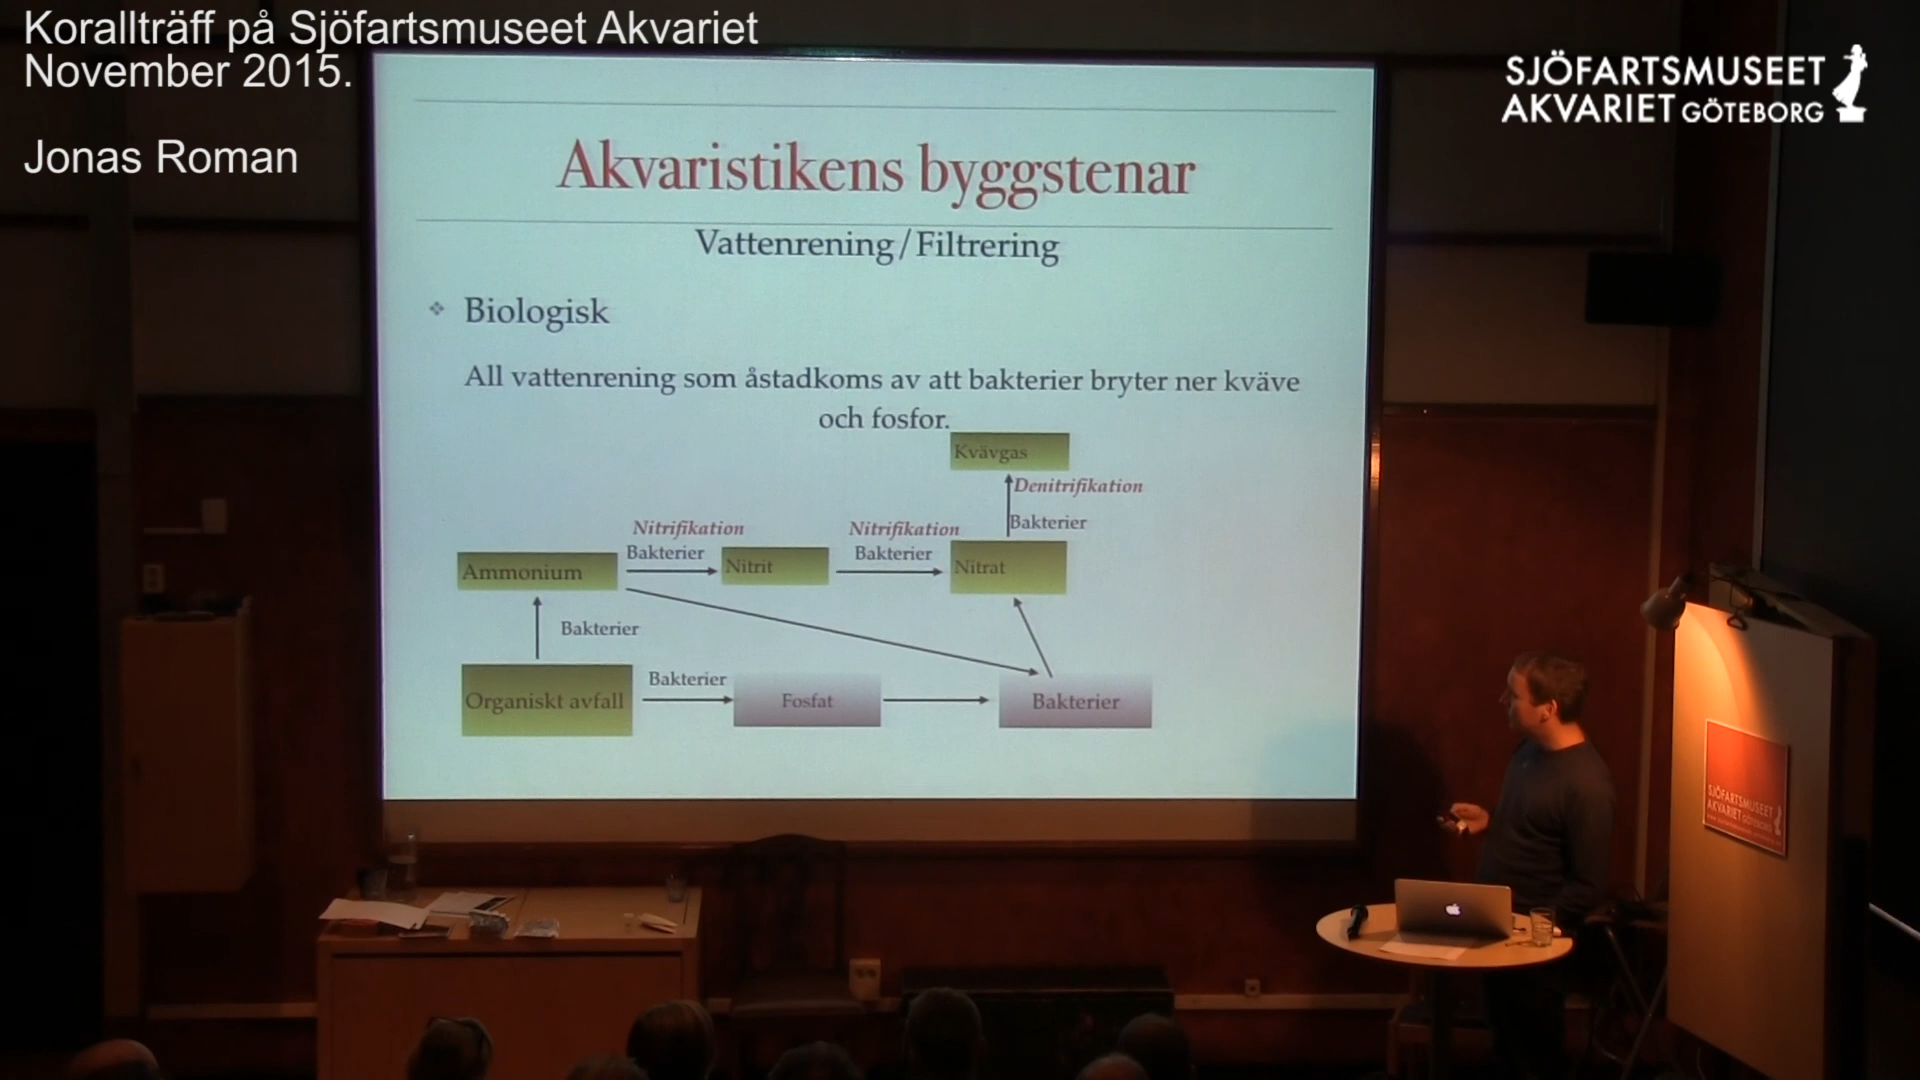 Korallträff på Sjöfartsmuseet Akvariet
November 2015.
Jonas Roman
SJÖFARTSMUSEET
AKVARIET GÖTEBORG
Akvaristikens byggstenar
Vattenrening/Filtrering
Biologisk
All vattenrening som åstadkoms av att bakterier bryter ner kväve
och fosfor.
Kvävgas
Denitrifikation
Bakterier
Nitrifikation
Nitrifikation
Bakterier
Bakterier
Ammonium
Nitrit
Nitrat
Bakterier
Bakterier
Organiskt avfall
Fosfat
Bakterier
SJÖFARTSMUSEET
AKVARIET GÖTEBORG